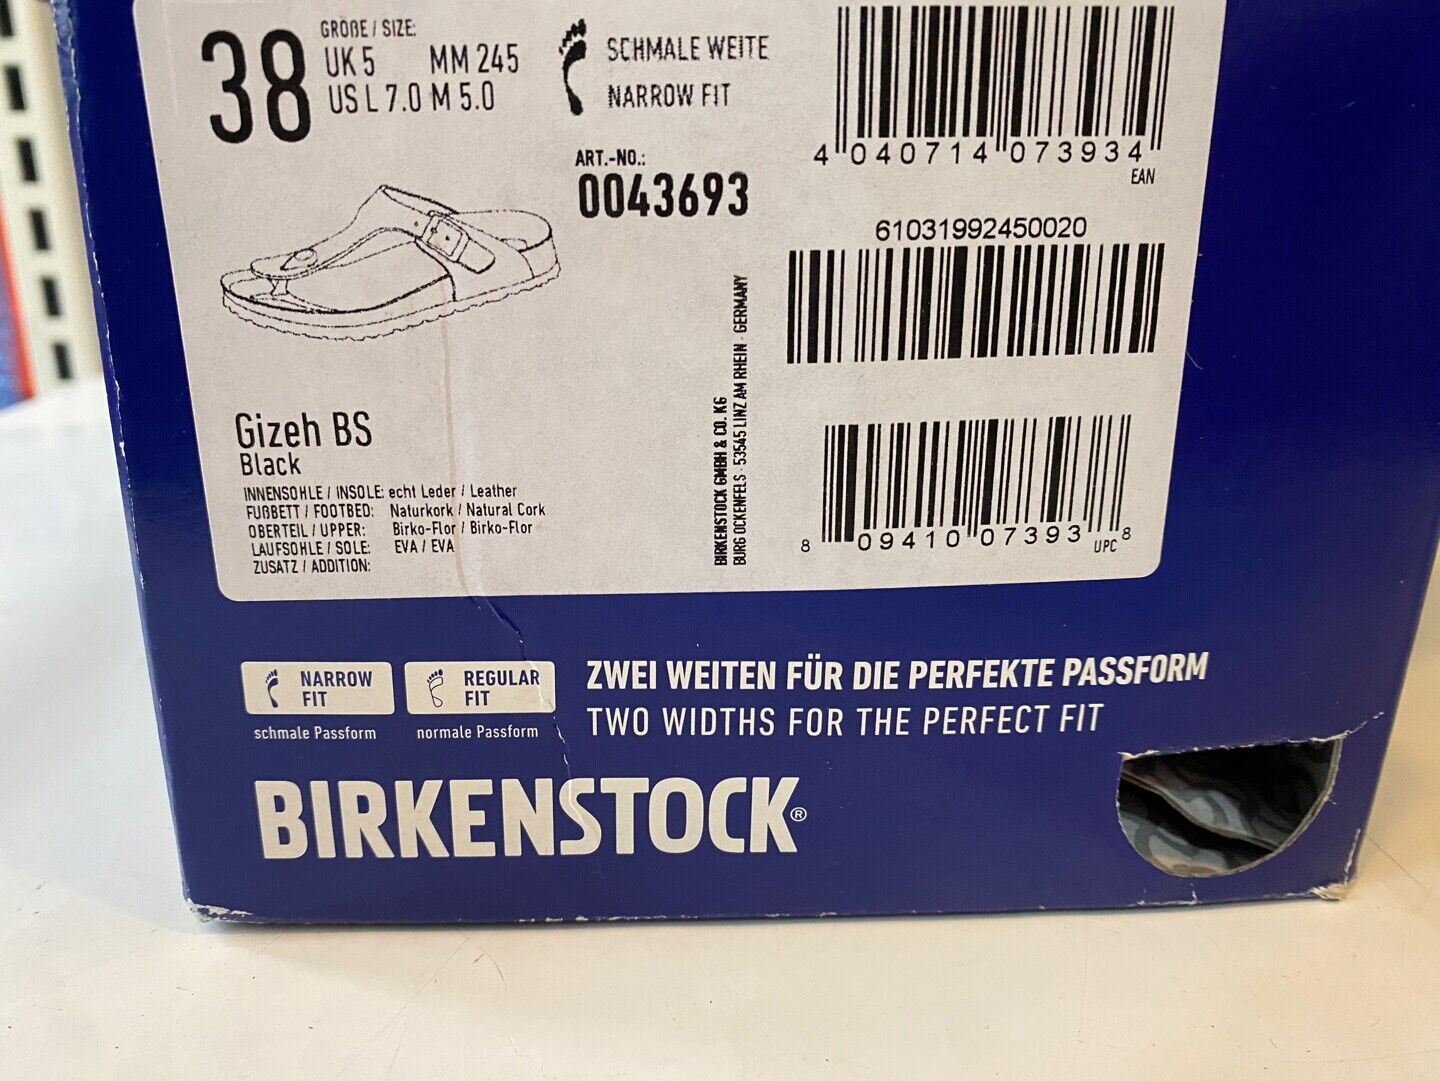 38
GRÖßE / SIZE:
UK 5 MM 245
US L 7.0 M 5.0
SCHMALE WEITE
NARROW FIT
4 040714 073934
EAN
ART.-NO.:
0043693
61031992450020
BIRKENSTOCK GMBH & CO. KG
BURG OCKENFELS · 53545 LINZ AM RHEIN · GERMANY
Gizeh BS
Black
INNENSOHLE / INSOLE: echt Leder / Leather
FUßBETT / FOOTBED: Naturkork / Natural Cork
OBERTEIL / UPPER: Birko-Flor / Birko-Flor
LAUFSOHLE / SOLE: EVA / EVA
ZUSATZ / ADDITION:
8 09410 07393 8
UPC
NARROW FIT
schmale Passform
REGULAR FIT
normale Passform
ZWEI WEITEN FÜR DIE PERFEKTE PASSFORM
TWO WIDTHS FOR THE PERFECT FIT
BIRKENSTOCK®